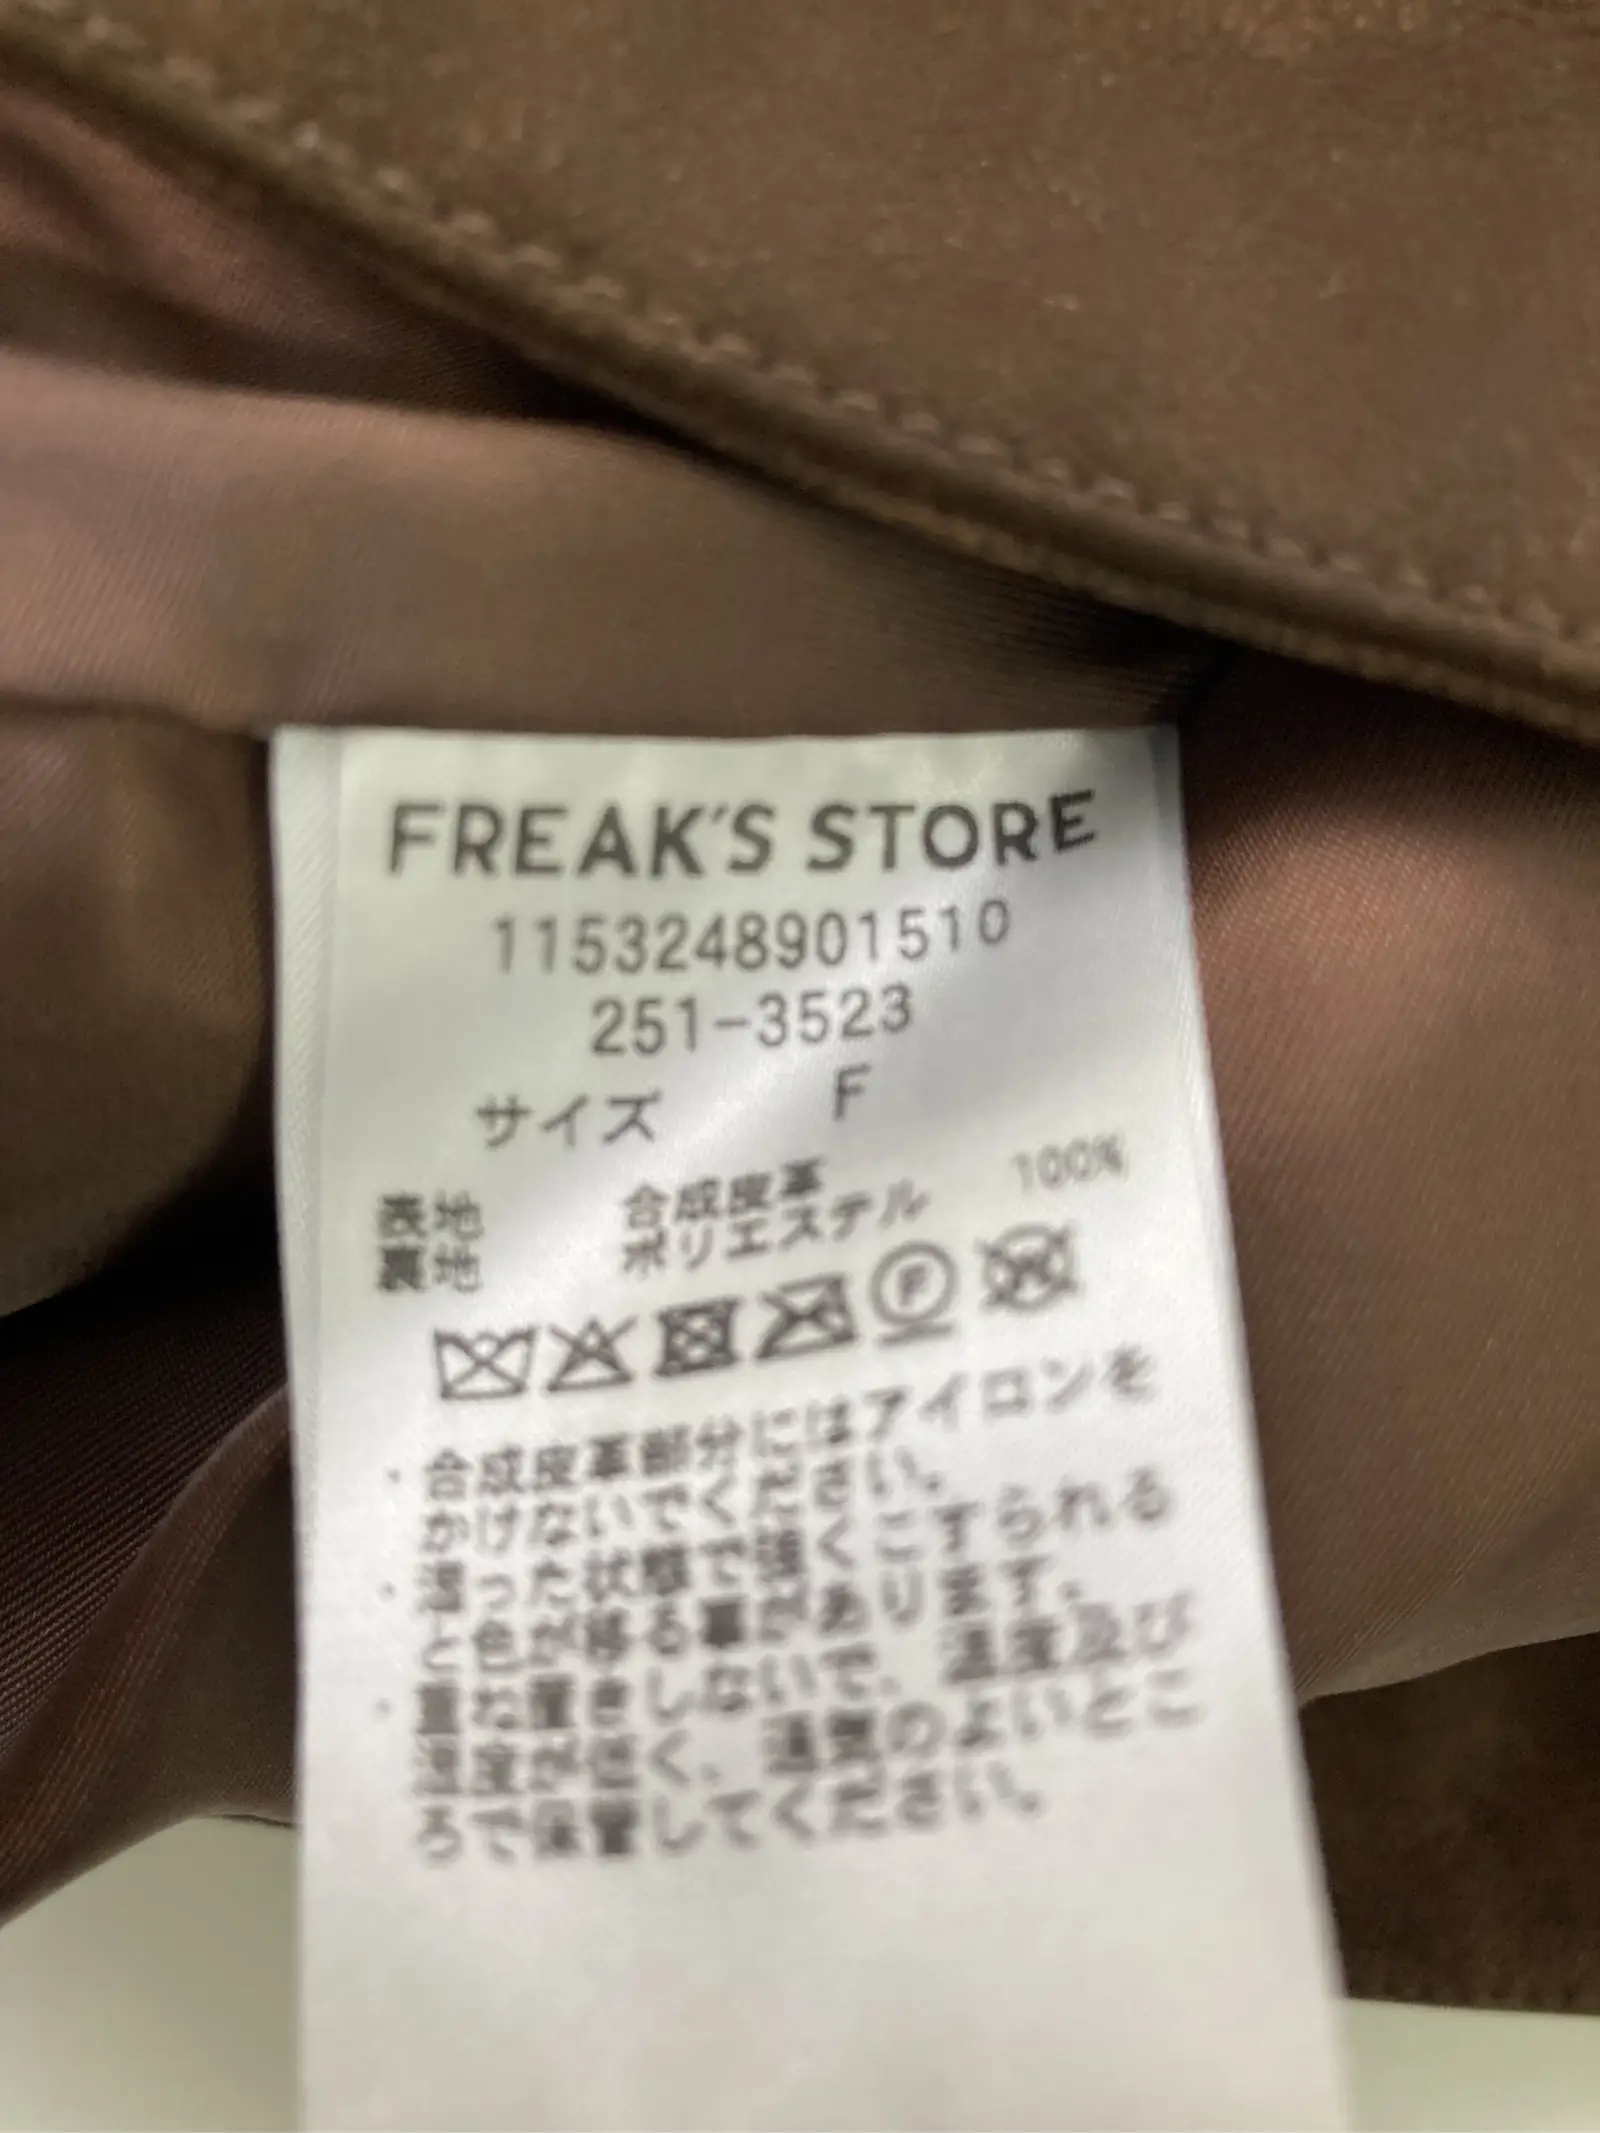 FREAK'S STORE
1153248901510
251-3523
サイズ F
表地 合成皮革
裏地 ポリエステル 100%
・合成皮革部分にはアイロンを
かけないでください。
・湿った状態で強くこすられる
と色が移る事があります。
・重ね置きしないで、温度及び
湿度が低く、通気のよいとこ
ろで保管してください。